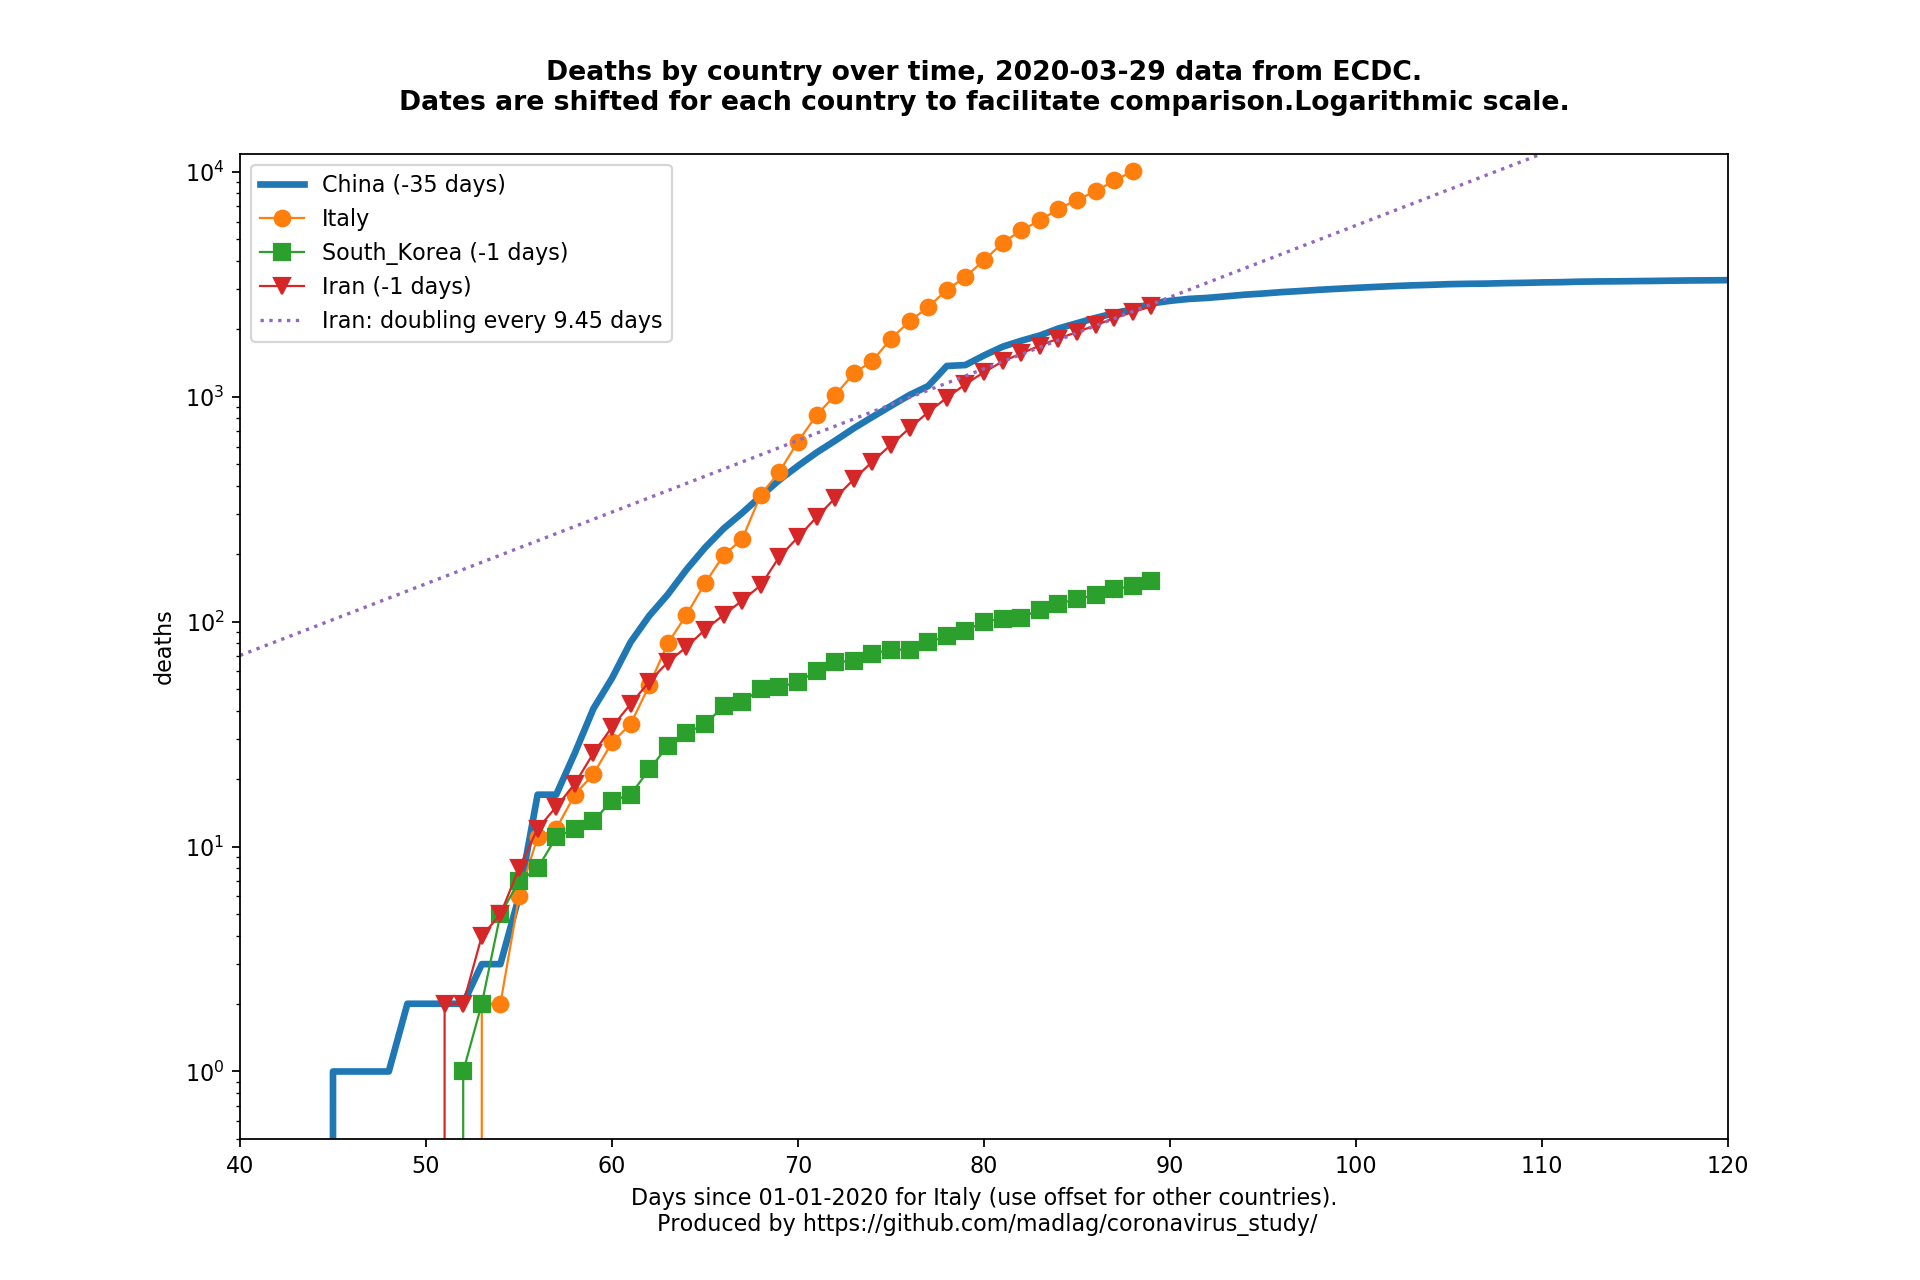 Deaths by country over time, 2020-03-29 data from ECDC.
Dates are shifted for each country to facilitate comparison.Logarithmic scale.
China (-35 days)
Italy
South_Korea (-1 days)
Iran (-1 days)
Iran: doubling every 9.45 days
deaths
10⁴
10³
10²
10¹
10⁰
40 50 60 70 80 90 100 110 120
Days since 01-01-2020 for Italy (use offset for other countries).
Produced by https://github.com/madlag/coronavirus_study/